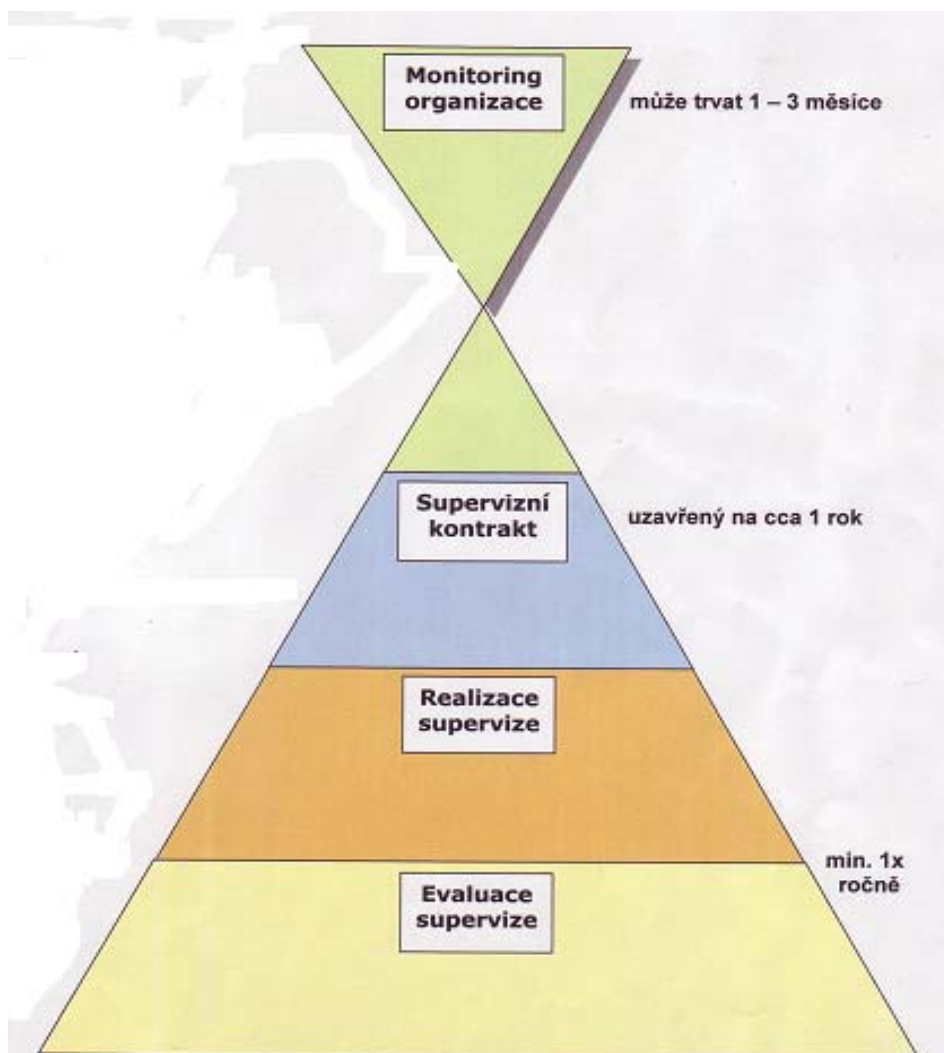 Monitoring
organizace
může trvat 1 – 3 měsíce
Supervizní
kontrakt
uzavřený na cca 1 rok
Realizace
supervize
min. 1x
ročně
Evaluace
supervize